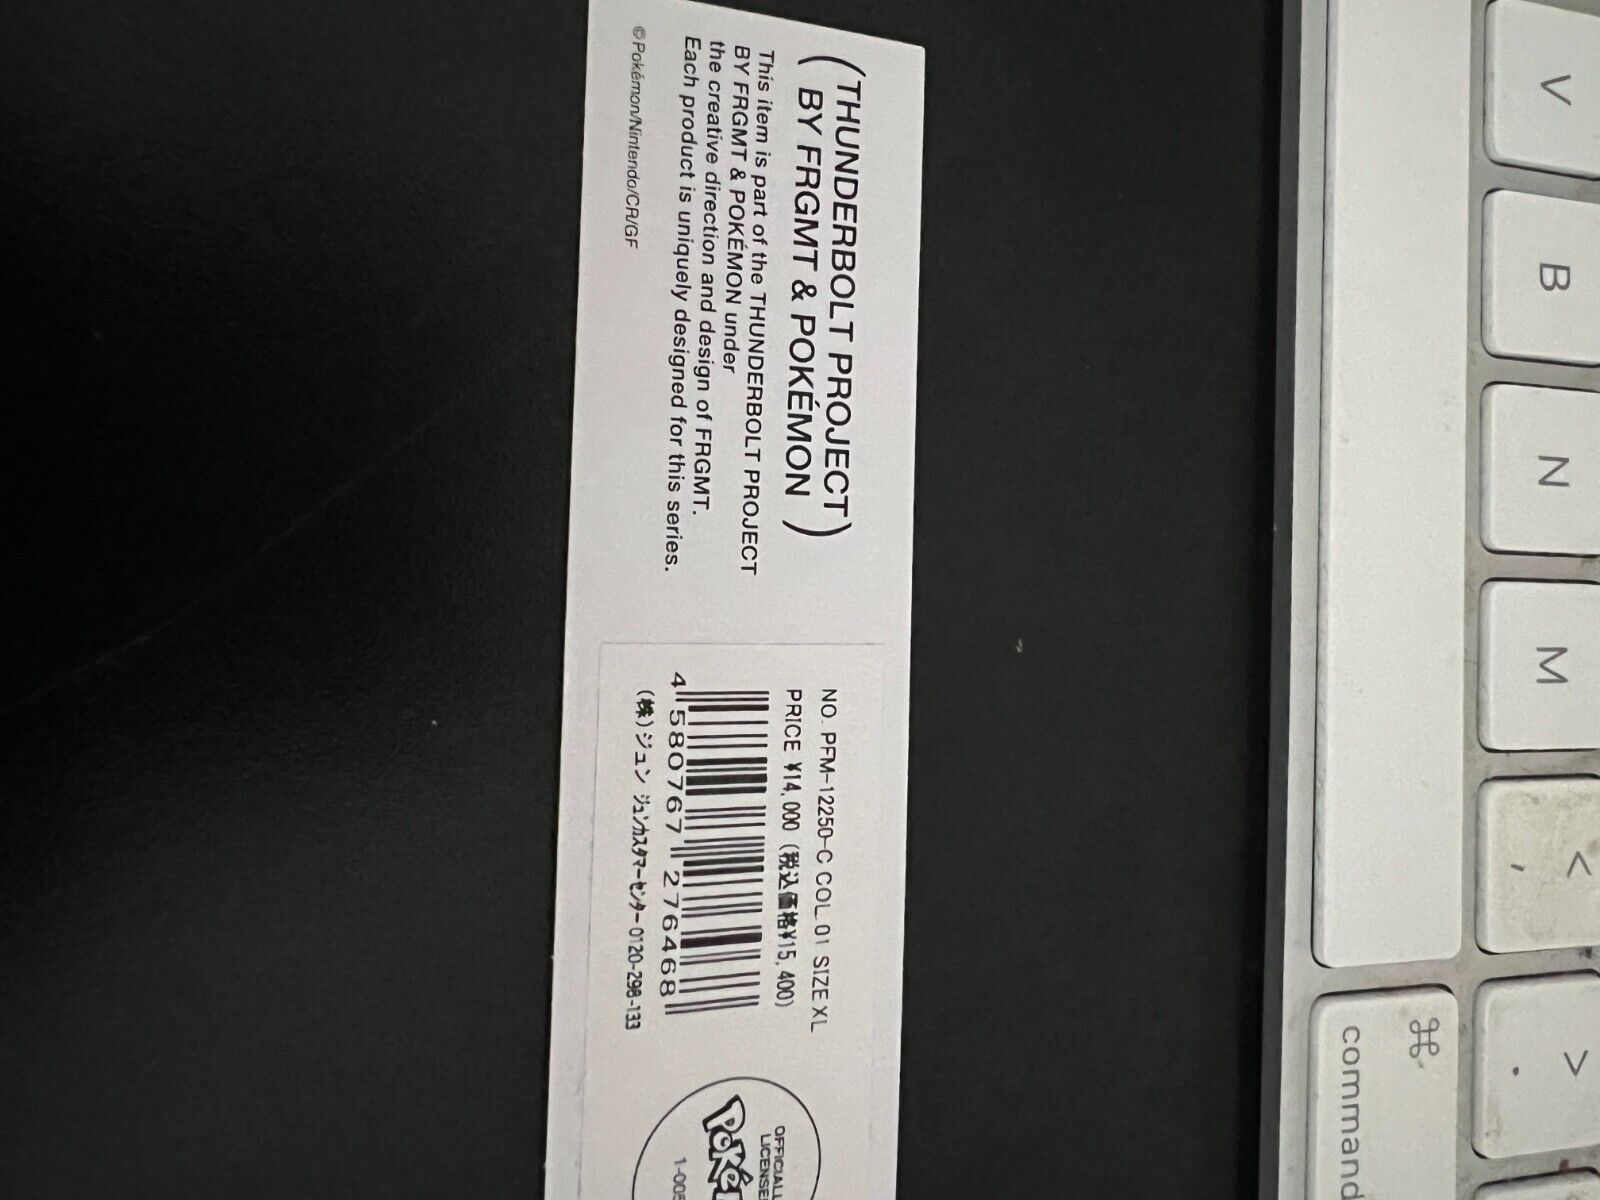 (THUNDERBOLT PROJECT)
(BY FRGMT & POKÉMON)
This item is part of the THUNDERBOLT PROJECT
BY FRGMT & POKÉMON under
the creative direction and design of FRGMT.
Each product is uniquely designed for this series.
©Pokémon/Nintendo/CR/GF
NO. PFM-12250-C COL.01 SIZE XL
PRICE ¥14,000 (税込価格¥15,400)
4 580767 276468
(株)ジュン ジュンカスタマーセンター0120-298-133
V
B
N
M
<
,
>
.
⌘
command